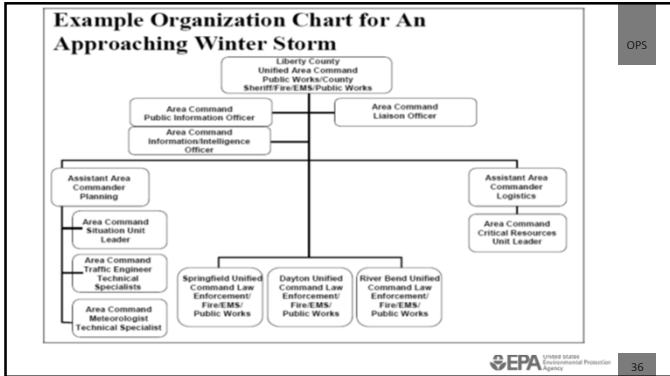 Example Organization Chart for An
Approaching Winter Storm
OPS
Liberty County
Unified Area Command
Public Works/County
Sheriff/Fire/EMS/Public Works
Area Command
Public Information Officer
Area Command
Liaison Officer
Area Command
Information/Intelligence
Officer
Assistant Area
Commander
Planning
Assistant Area
Commander
Logistics
Area Command
Situation Unit
Leader
Area Command
Critical Resources
Unit Leader
Area Command
Traffic Engineer
Technical
Specialists
Area Command
Meteorologist
Technical Specialist
Springfield Unified
Command Law
Enforcement/
Fire/EMS/
Public Works
Dayton Unified
Command Law
Enforcement/
Fire/EMS/
Public Works
River Bend Unified
Command Law
Enforcement/
Fire/EMS/
Public Works
EPA
United States
Environmental Protection
Agency
36